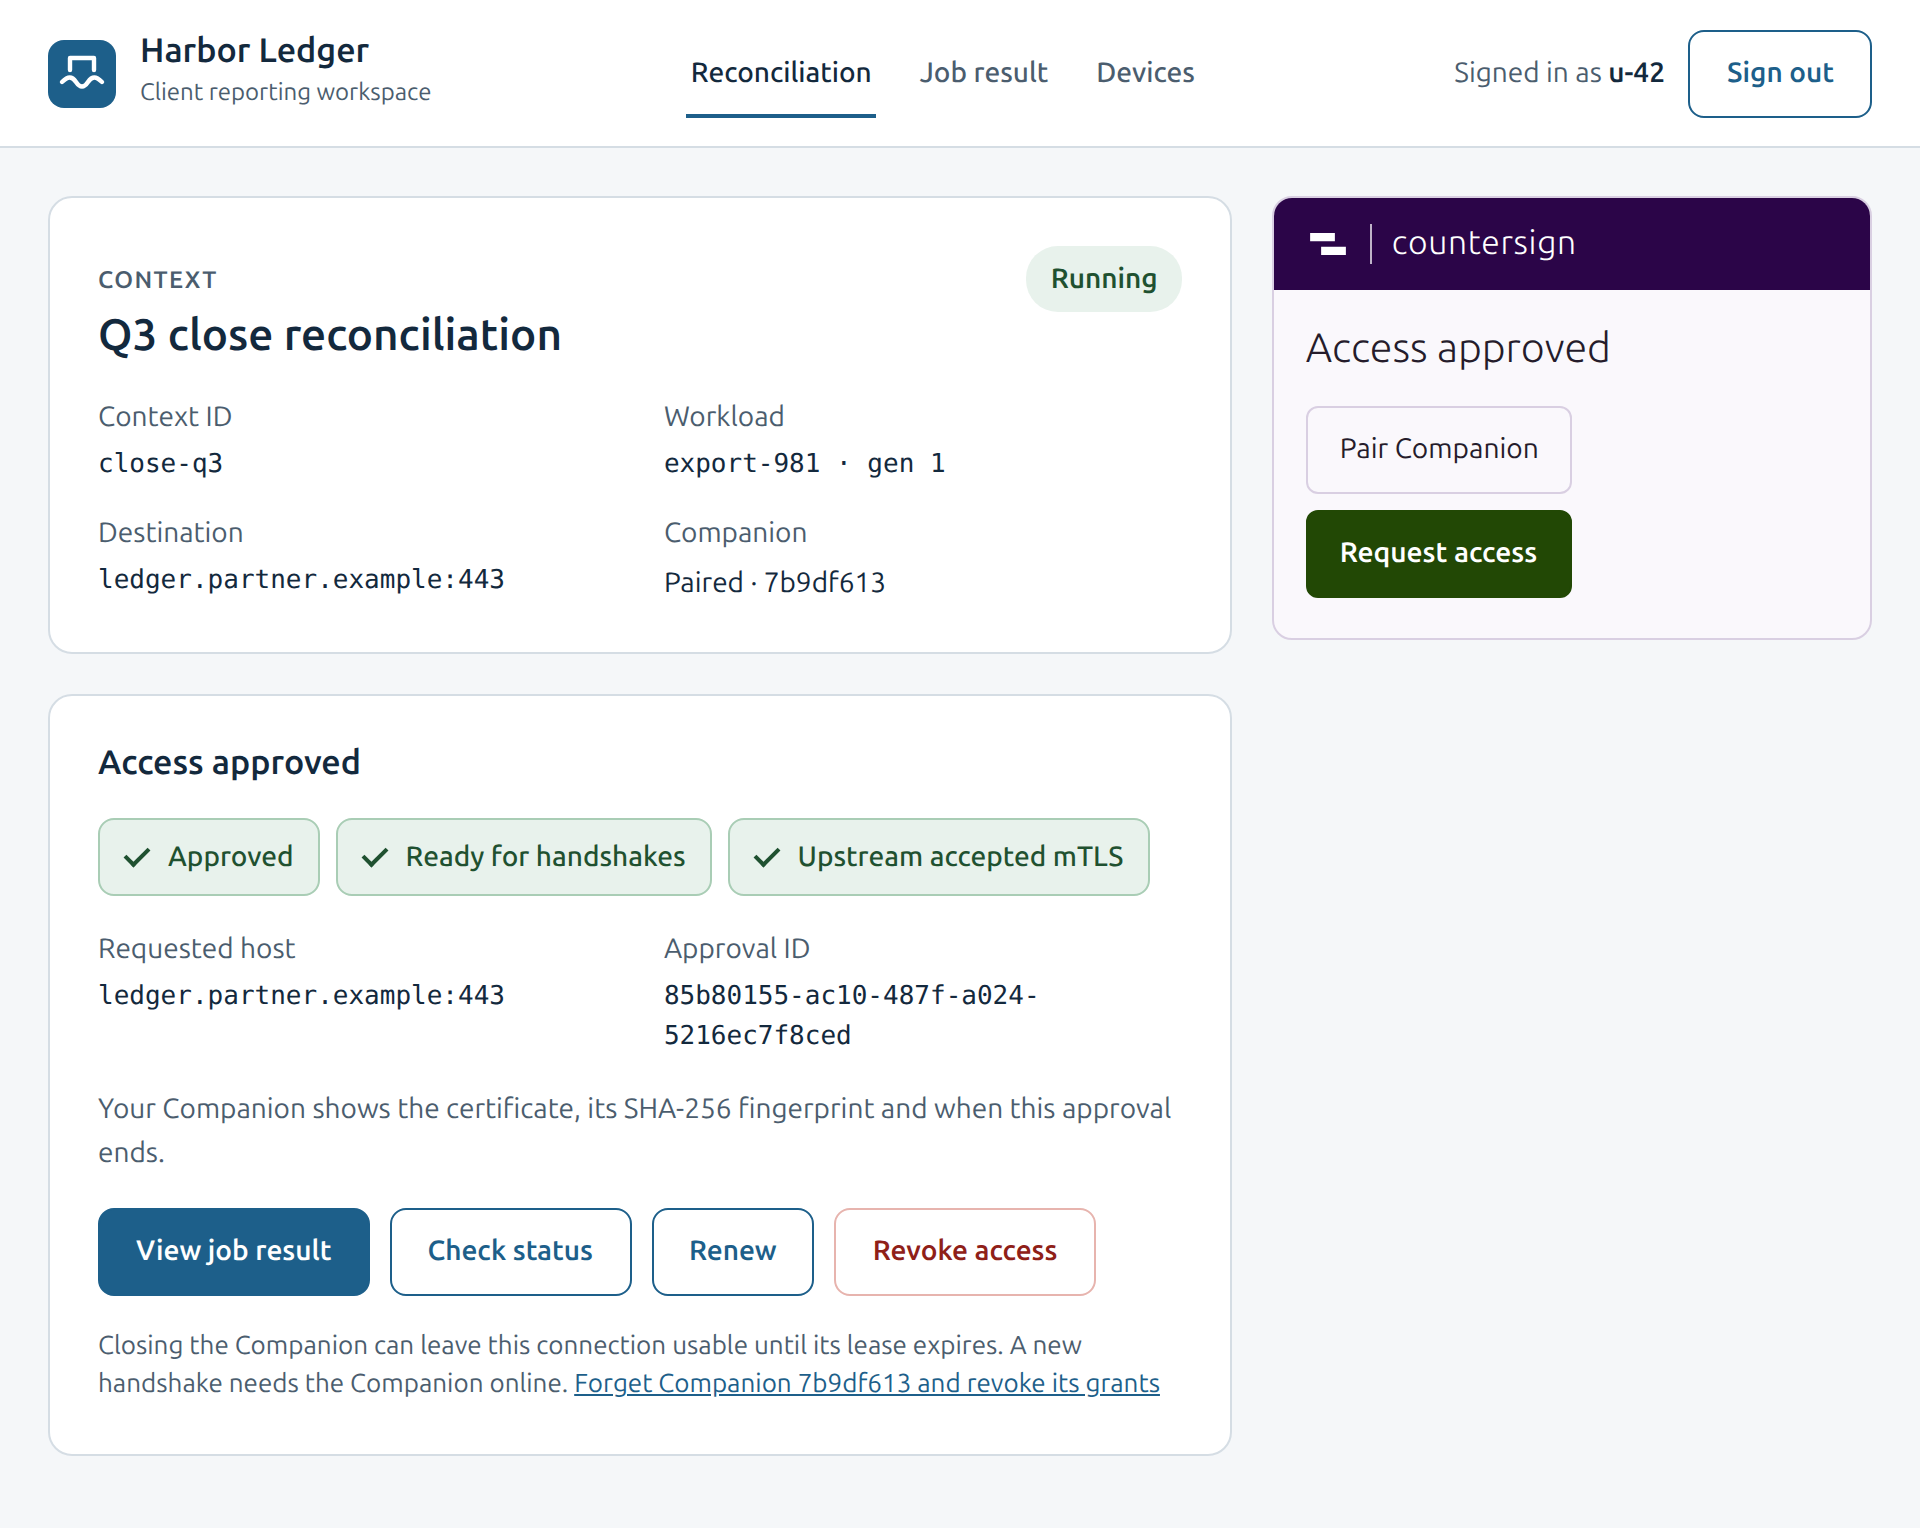 Harbor Ledger
Client reporting workspace
Reconciliation
Job result
Devices
Signed in as u-42
Sign out
CONTEXT
Running
Q3 close reconciliation
Context ID
close-q3
Workload
export-981 · gen 1
Destination
ledger.partner.example:443
Companion
Paired · 7b9df613
countersign
Access approved
Pair Companion
Request access
Access approved
Approved
Ready for handshakes
Upstream accepted mTLS
Requested host
ledger.partner.example:443
Approval ID
85b80155-ac10-487f-a024-
5216ec7f8ced
Your Companion shows the certificate, its SHA-256 fingerprint and when this approval
ends.
View job result
Check status
Renew
Revoke access
Closing the Companion can leave this connection usable until its lease expires. A new
handshake needs the Companion online. Forget Companion 7b9df613 and revoke its grants